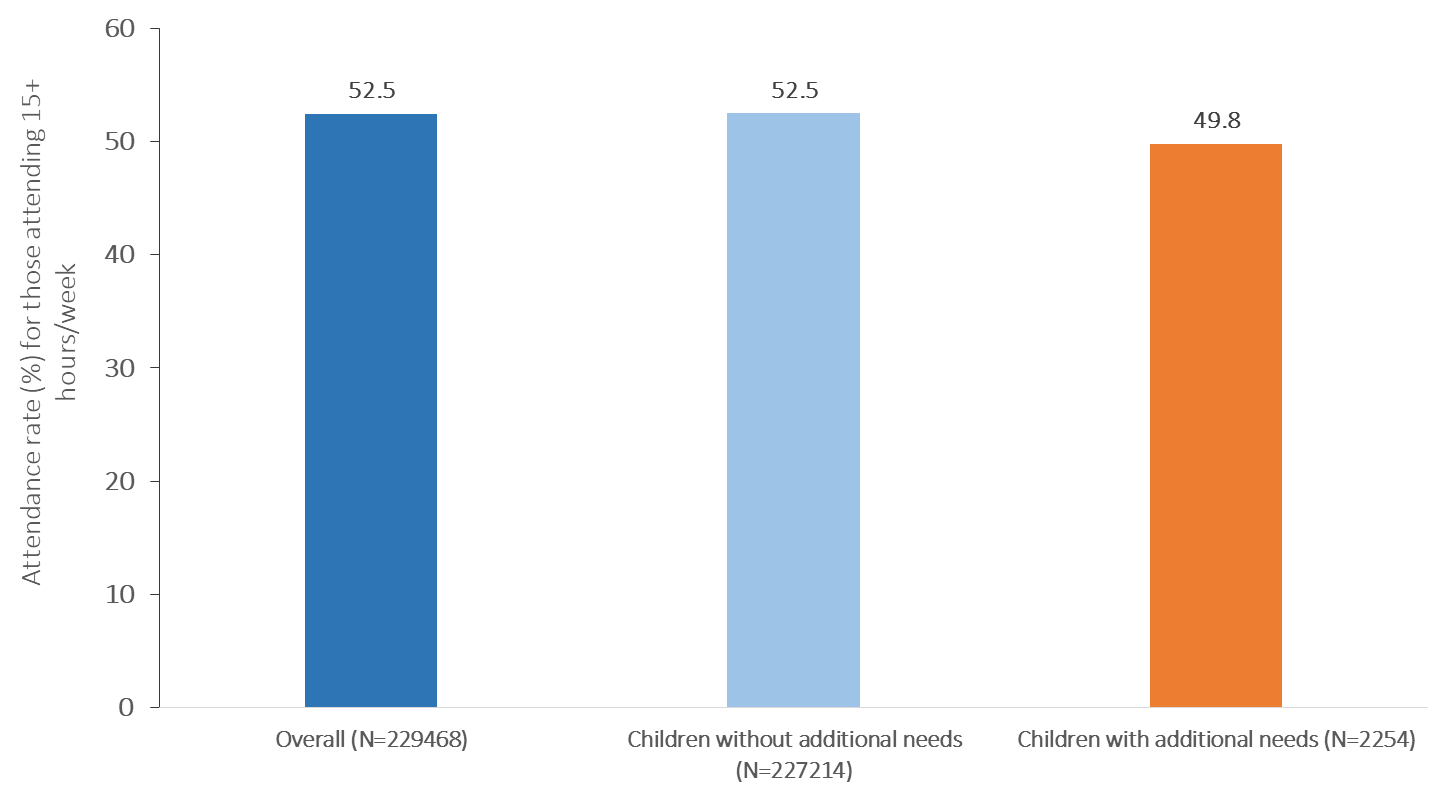 Attendance rate (%) for those attending 15+
hours/week
60
50
40
30
20
10
0
52.5
52.5
49.8
Overall (N=229468)
Children without additional needs
(N=227214)
Children with additional needs (N=2254)